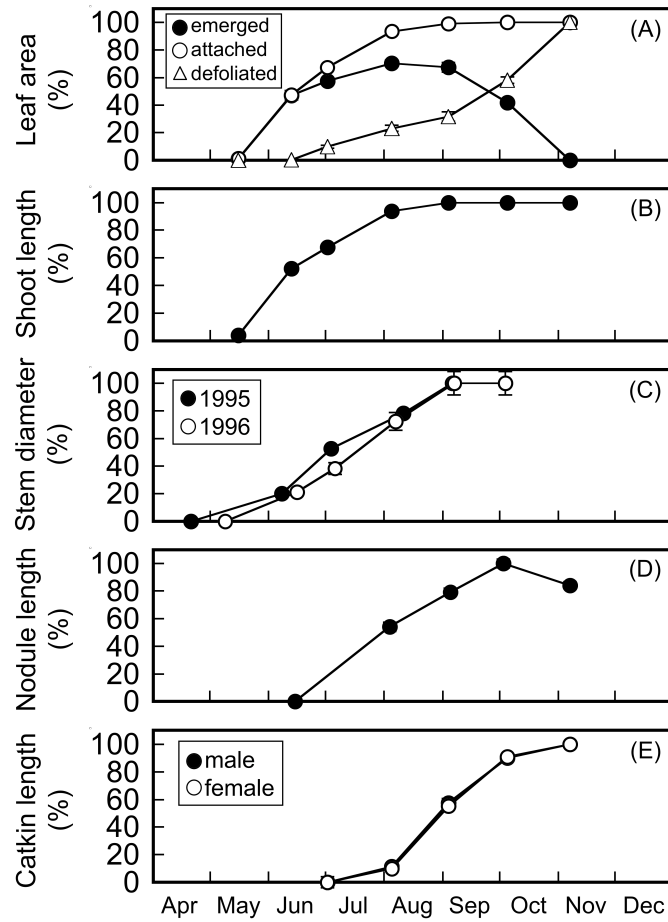 Leaf area
(%)
100
80
60
40
20
0
emerged
attached
defoliated
(A)
Shoot length
(%)
100
80
60
40
20
0
(B)
Stem diameter
(%)
100
80
60
40
20
0
1995
1996
(C)
Nodule length
(%)
100
80
60
40
20
0
(D)
Catkin length
(%)
100
80
60
40
20
0
male
female
(E)
Apr May Jun Jul Aug Sep Oct Nov Dec